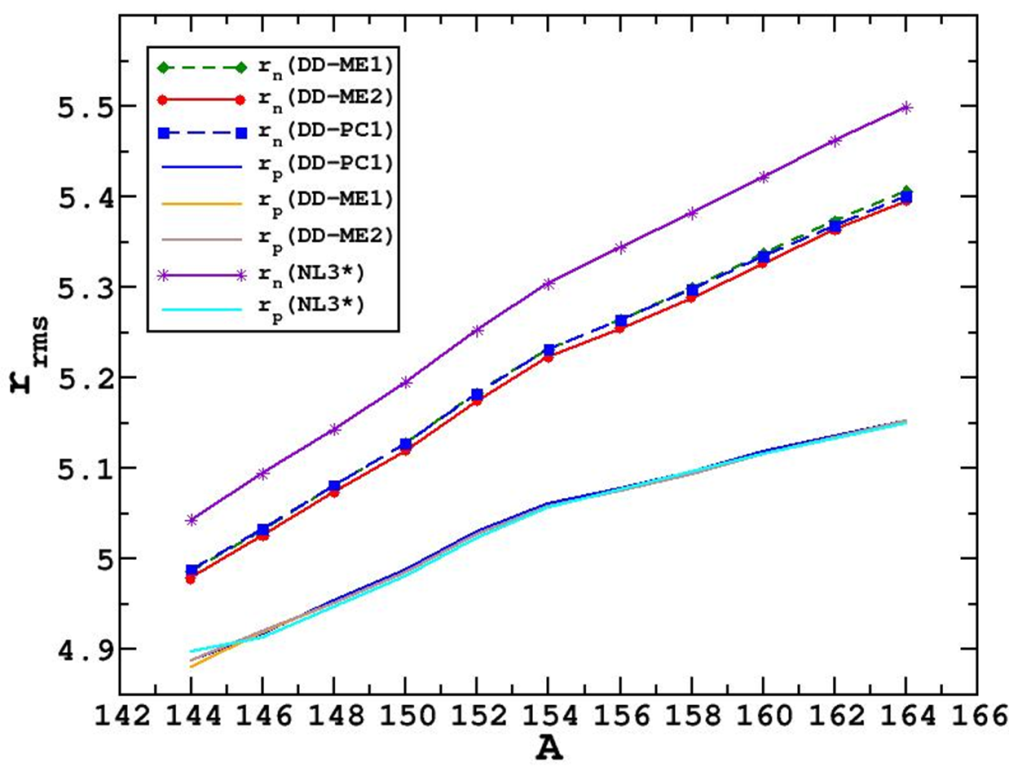 r_n(DD-ME1)
r_n(DD-ME2)
r_n(DD-PC1)
r_p(DD-PC1)
r_p(DD-ME1)
r_p(DD-ME2)
r_n(NL3*)
r_p(NL3*)
5.5
5.4
5.3
5.2
5.1
5
4.9
r_rms
142 144 146 148 150 152 154 156 158 160 162 164 166
A